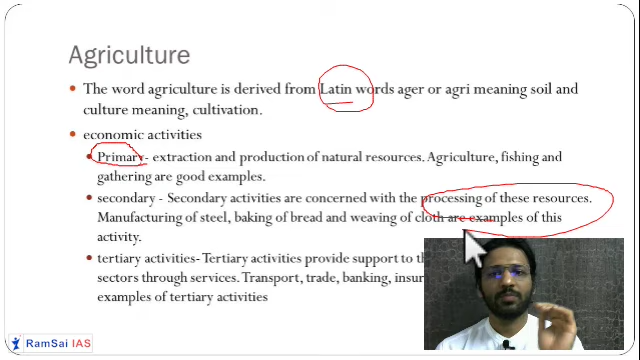 Agriculture
The word agriculture is derived from Latin words ager or agri meaning soil and
culture meaning, cultivation.
economic activities
Primary- extraction and production of natural resources. Agriculture, fishing and
gathering are good examples.
secondary - Secondary activities are concerned with the processing of these resources.
Manufacturing of steel, baking of bread and weaving of cloth are examples of this
activity.
tertiary activities- Tertiary activities provide support to
sectors through services. Transport, trade, banking,
examples of tertiary activities
RamSai IAS